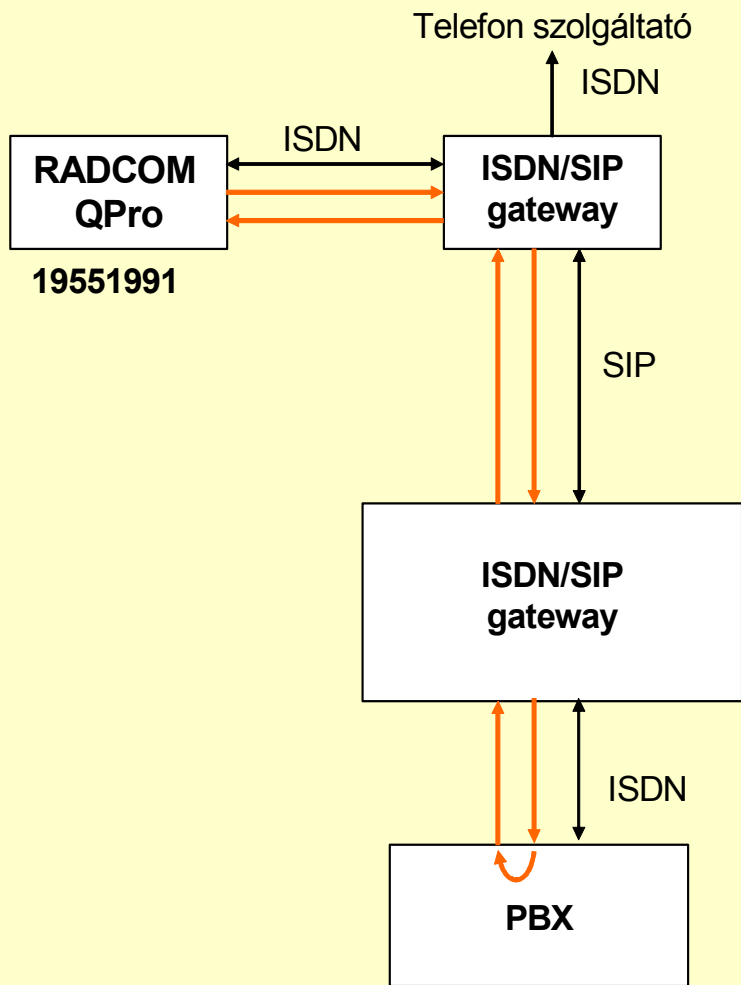 Telefon szolgáltató
ISDN
ISDN
RADCOM
QPro
ISDN/SIP
gateway
19551991
SIP
ISDN/SIP
gateway
ISDN
PBX